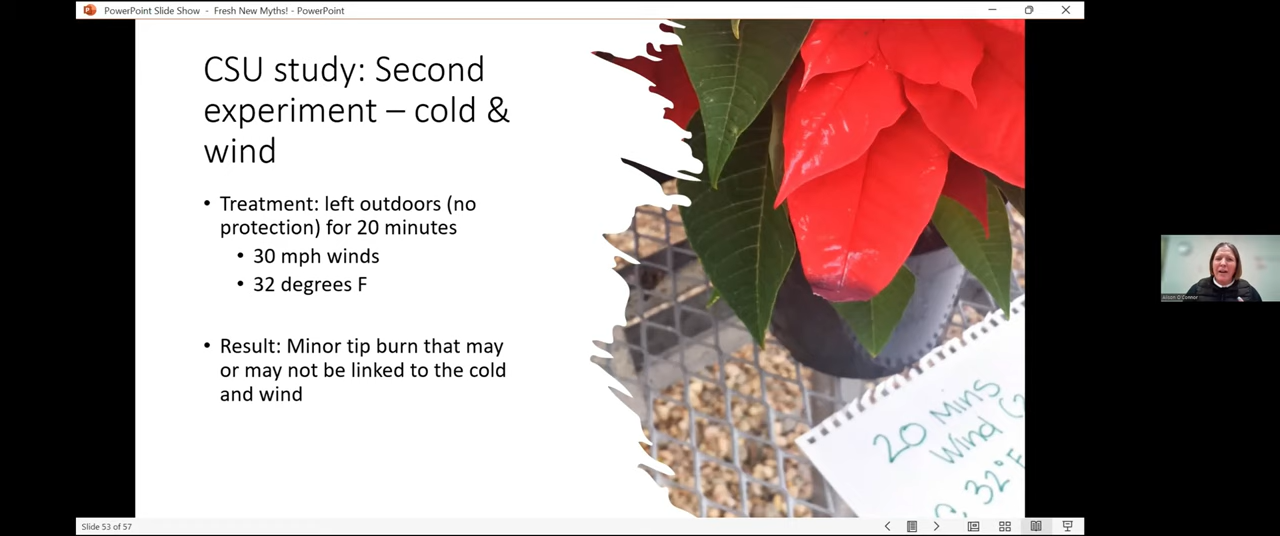 PowerPoint Slide Show - Fresh New Myths! - PowerPoint
CSU study: Second
experiment – cold &
wind
• Treatment: left outdoors (no
protection) for 20 minutes
• 30 mph winds
• 32 degrees F
• Result: Minor tip burn that may
or may not be linked to the cold
and wind
20 Mins
Wind
32°F
Slide 53 of 57
Alison O Connor